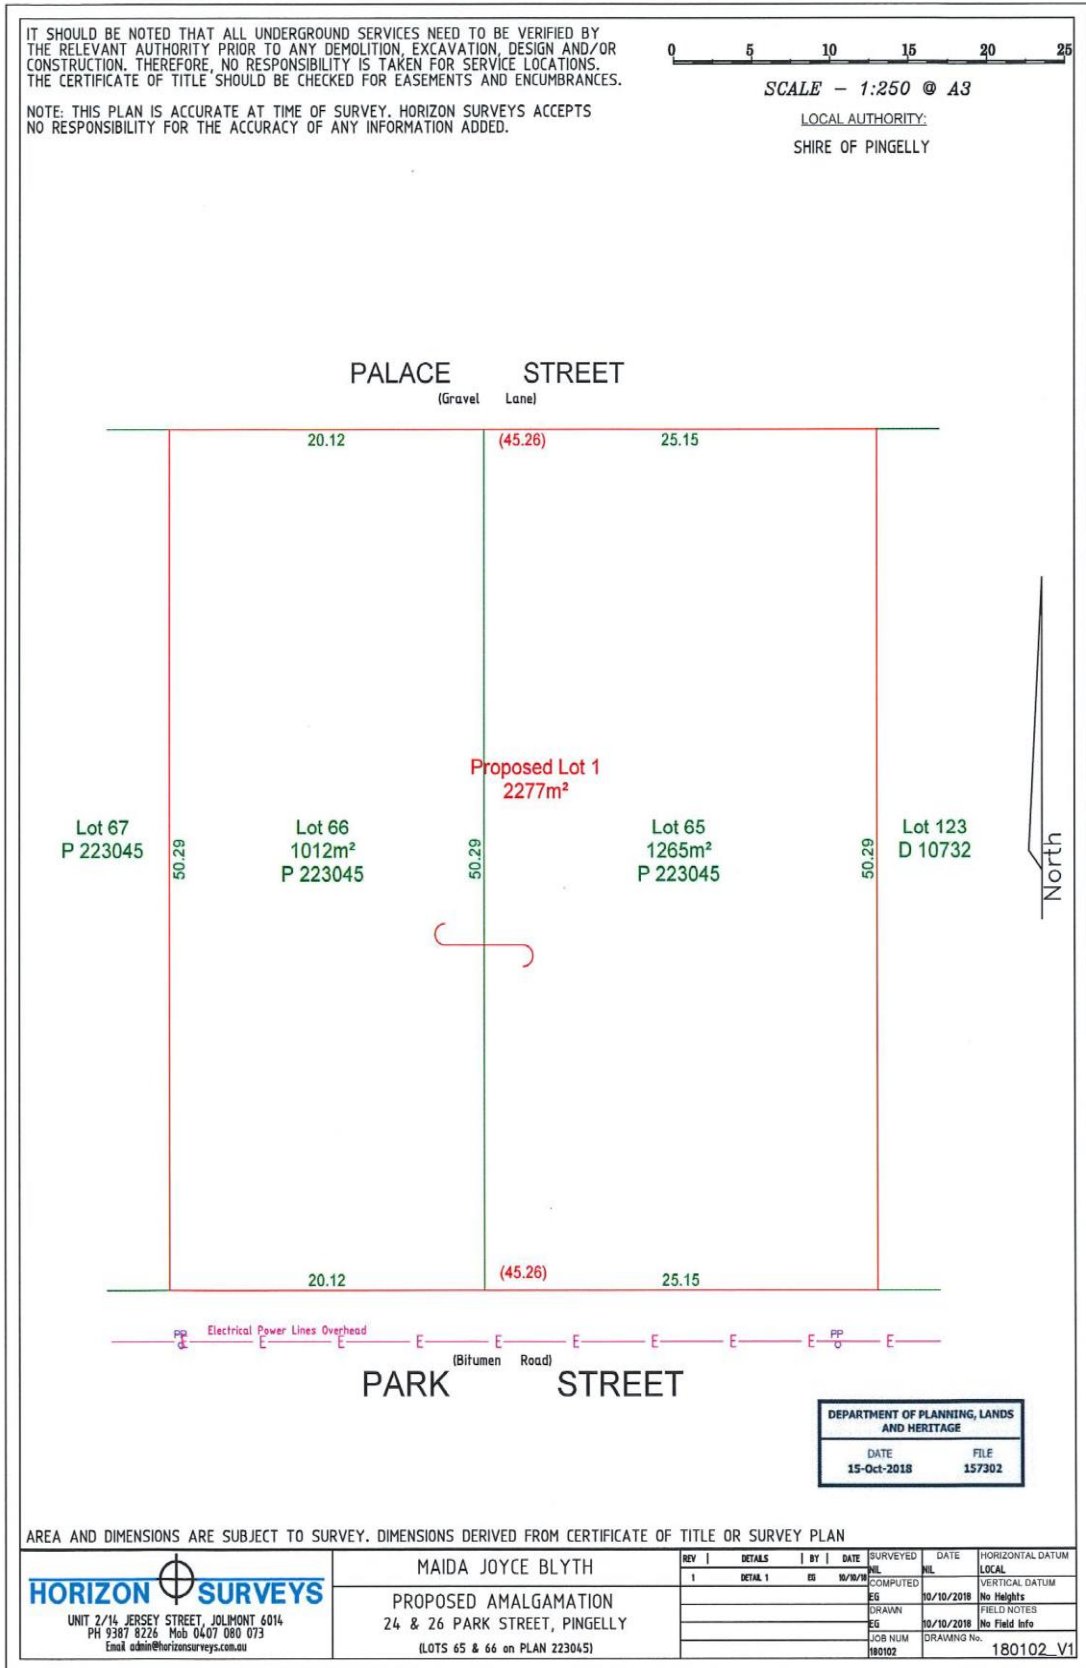 IT SHOULD BE NOTED THAT ALL UNDERGROUND SERVICES NEED TO BE VERIFIED BY
THE RELEVANT AUTHORITY PRIOR TO ANY DEMOLITION, EXCAVATION, DESIGN AND/OR
CONSTRUCTION. THEREFORE, NO RESPONSIBILITY IS TAKEN FOR SERVICE LOCATIONS.
THE CERTIFICATE OF TITLE SHOULD BE CHECKED FOR EASEMENTS AND ENCUMBRANCES.
NOTE: THIS PLAN IS ACCURATE AT TIME OF SURVEY. HORIZON SURVEYS ACCEPTS
NO RESPONSIBILITY FOR THE ACCURACY OF ANY INFORMATION ADDED.
0 5 10 15 20 25
SCALE - 1:250 @ A3
LOCAL AUTHORITY:
SHIRE OF PINGELLY
PALACE STREET
(Gravel Lane)
20.12 (45.26) 25.15
Proposed Lot 1
2277m²
Lot 67
P 223045
50.29
Lot 66
1012m²
P 223045
50.29
Lot 65
1265m²
P 223045
50.29
Lot 123
D 10732
North
20.12 (45.26) 25.15
Electrical Power Lines Overhead
PP E E E E E E E E E PP E
(Bitumen Road)
PARK STREET
DEPARTMENT OF PLANNING, LANDS
AND HERITAGE
DATE FILE
15-Oct-2018 157302
AREA AND DIMENSIONS ARE SUBJECT TO SURVEY. DIMENSIONS DERIVED FROM CERTIFICATE OF TITLE OR SURVEY PLAN
HORIZON SURVEYS
UNIT 2/14 JERSEY STREET, JOLIMONT 6014
PH 9387 8226 Mob 0407 080 073
Email admin@horizonsurveys.com.au
MAIDA JOYCE BLYTH
PROPOSED AMALGAMATION
24 & 26 PARK STREET, PINGELLY
(LOTS 65 & 66 on PLAN 223045)
REV DETAILS BY DATE
1 DETAIL 1 EG 10/10/18
SURVEYED DATE HORIZONTAL DATUM
NIL NIL LOCAL
COMPUTED VERTICAL DATUM
EG 10/10/2018 No Heights
DRAWN FIELD NOTES
EG 10/10/2018 No Field Info
JOB NUM DRAWING No.
180102 180102_V1